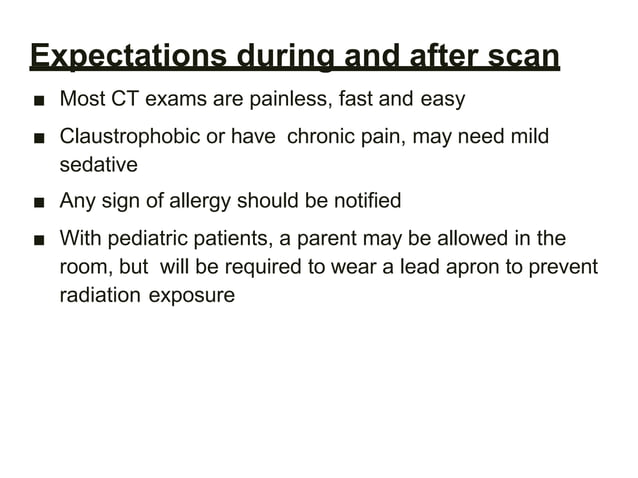 Expectations during and after scan
■ Most CT exams are painless, fast and easy
■ Claustrophobic or have chronic pain, may need mild
sedative
■ Any sign of allergy should be notified
■ With pediatric patients, a parent may be allowed in the
room, but will be required to wear a lead apron to prevent
radiation exposure